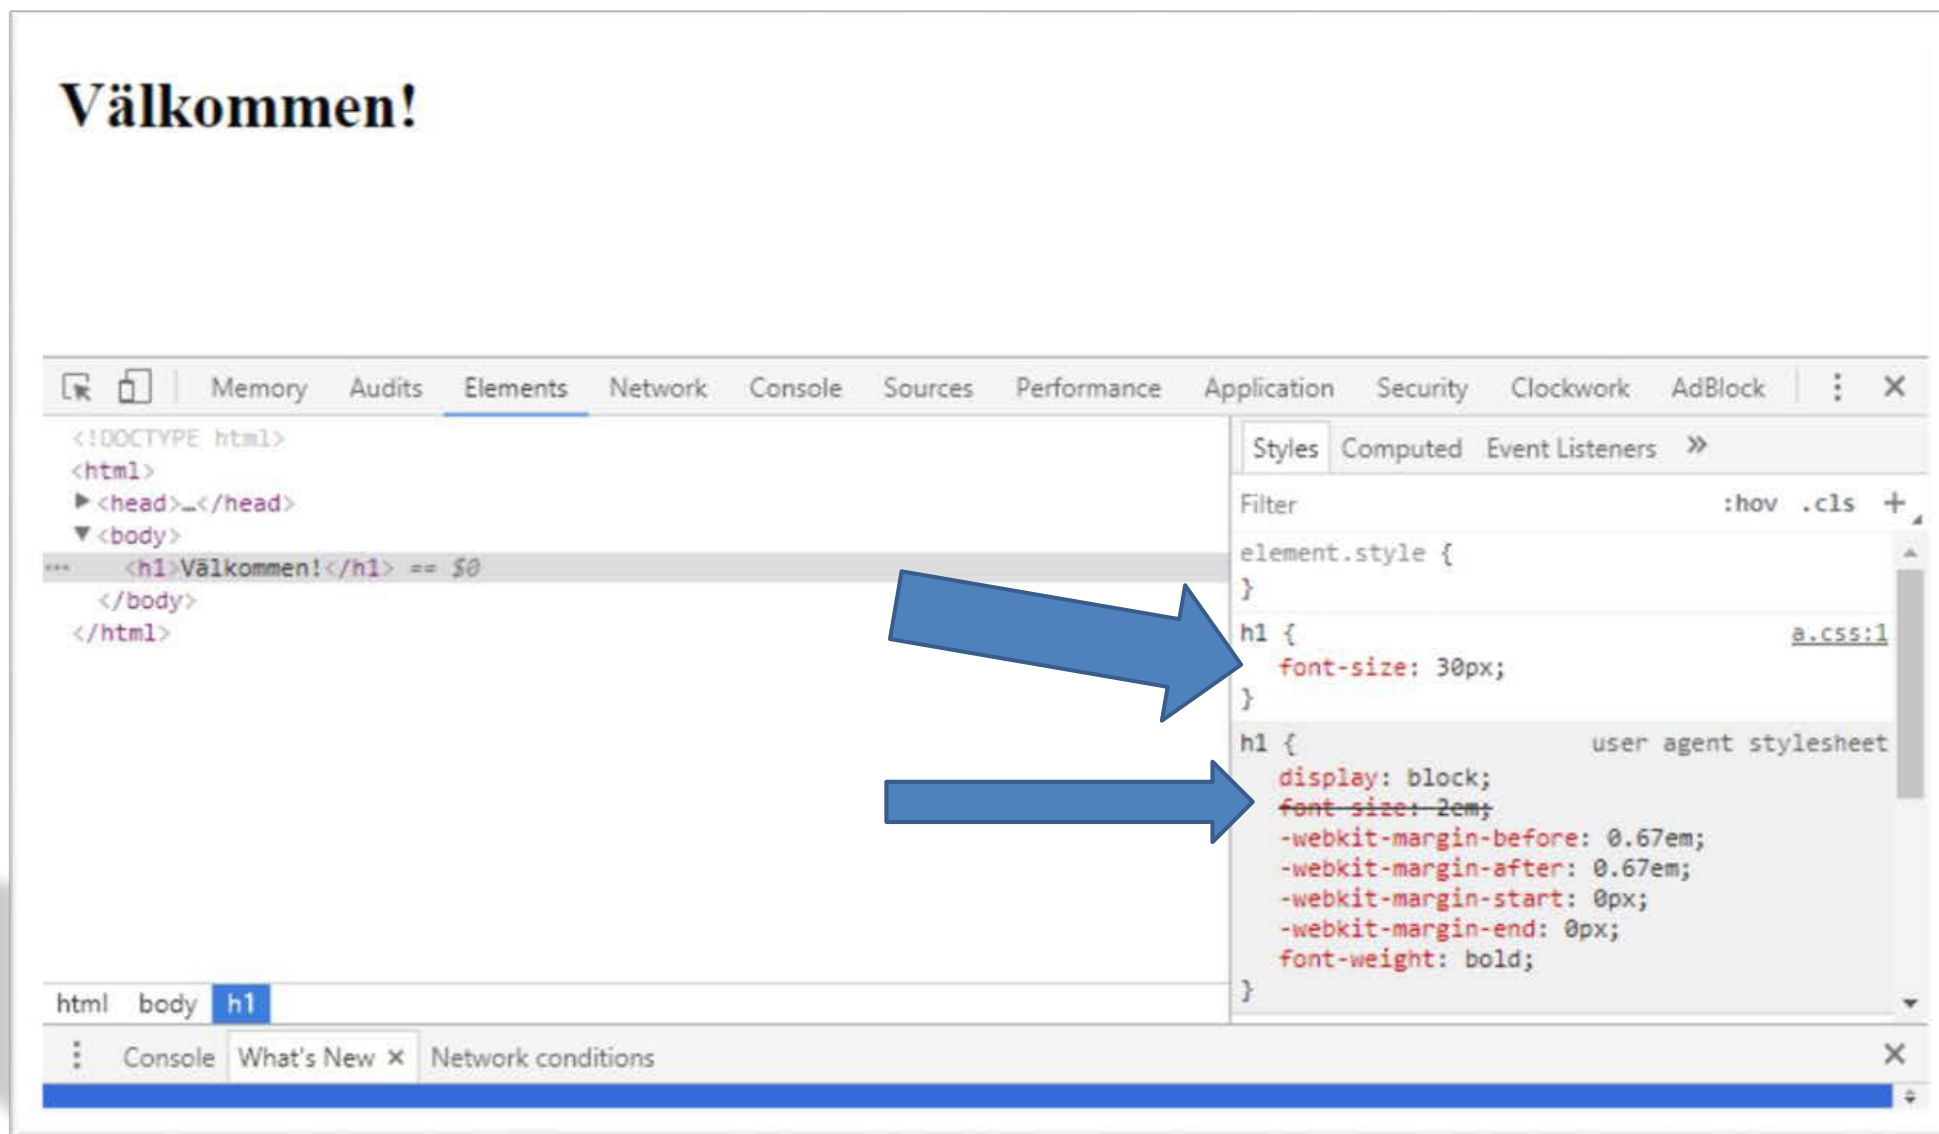 Välkommen!
Memory Audits Elements Network Console Sources Performance Application Security Clockwork AdBlock
<!DOCTYPE html>
<html>
<head>…</head>
<body>
<h1>Välkommen!</h1> == $0
</body>
</html>
html body h1
Styles Computed Event Listeners »
Filter :hov .cls +
element.style {
}
h1 { a.css:1
font-size: 30px;
}
h1 { user agent stylesheet
display: block;
font-size: 2em;
-webkit-margin-before: 0.67em;
-webkit-margin-after: 0.67em;
-webkit-margin-start: 0px;
-webkit-margin-end: 0px;
font-weight: bold;
}
Console What's New × Network conditions